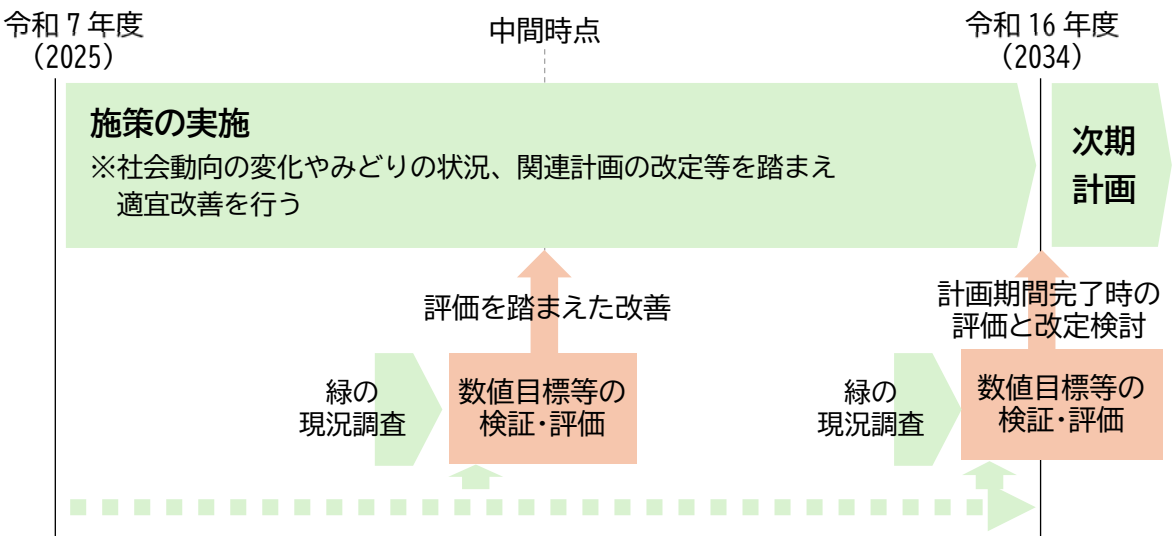 令和7年度
（2025）
中間時点
令和16年度
（2034）
施策の実施
※社会動向の変化やみどりの状況、関連計画の改定等を踏まえ
適宜改善を行う
次期
計画
評価を踏まえた改善
計画期間完了時の
評価と改定検討
緑の
現況調査
数値目標等の
検証・評価
緑の
現況調査
数値目標等の
検証・評価